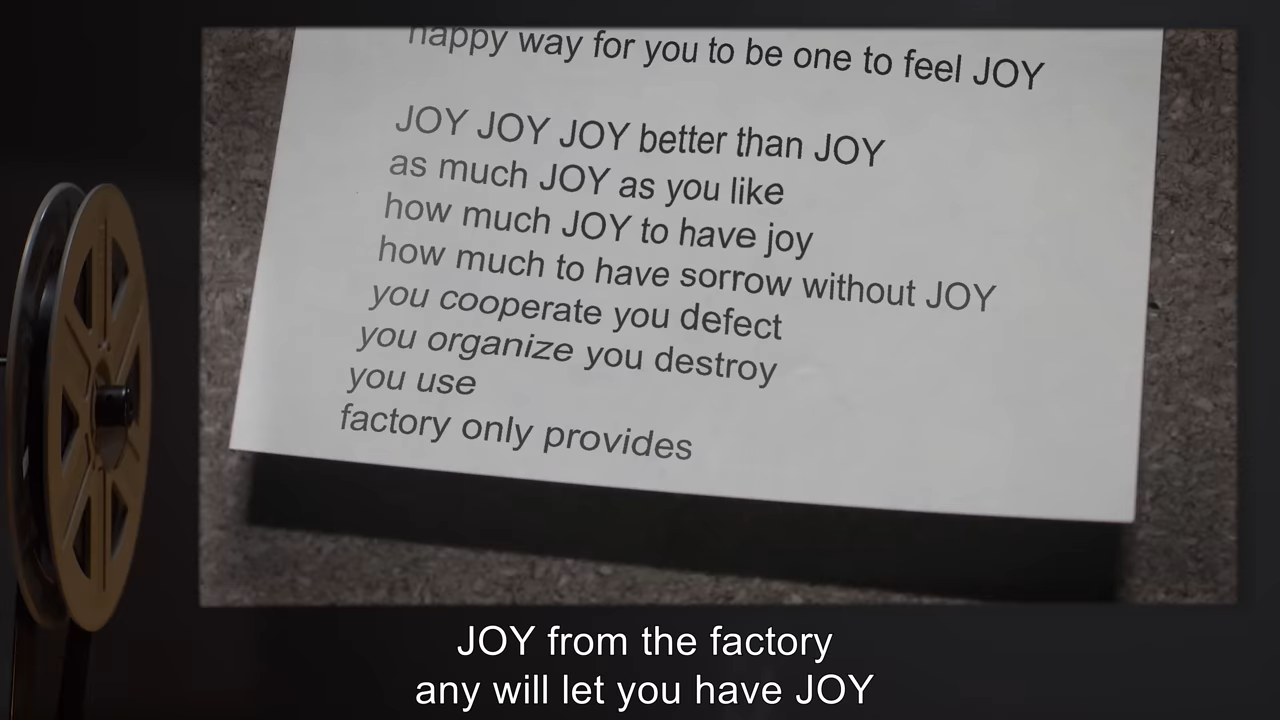 happy way for you to be one to feel JOY
JOY JOY JOY better than JOY
as much JOY as you like
how much JOY to have joy
how much to have sorrow without JOY
you cooperate you defect
you organize you destroy
you use
factory only provides
JOY from the factory
any will let you have JOY